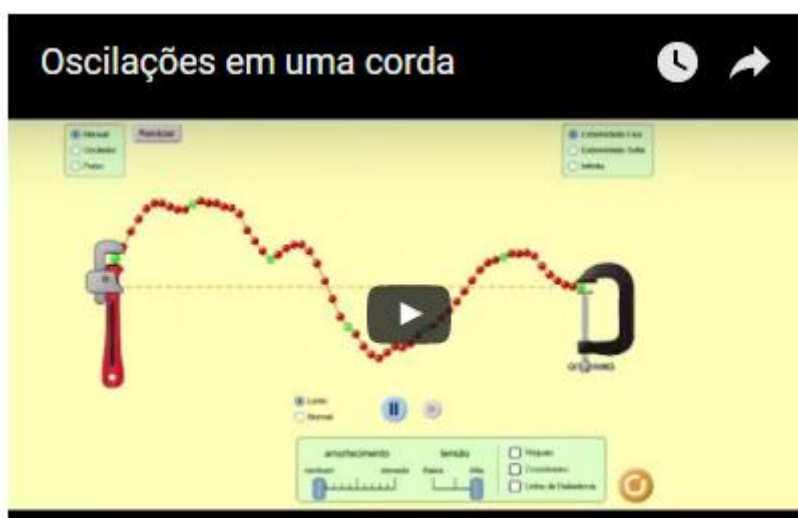 Oscilações em uma corda
Manual
Reiniciar
Oscilador
Pulso
Extremidade Fixa
Extremidade Solta
Infinita
Lento
Normal
amortecimento
tensão
nenhum
elevado
Baixa
Alta
Réguas
Cronômetro
Linha de Referência